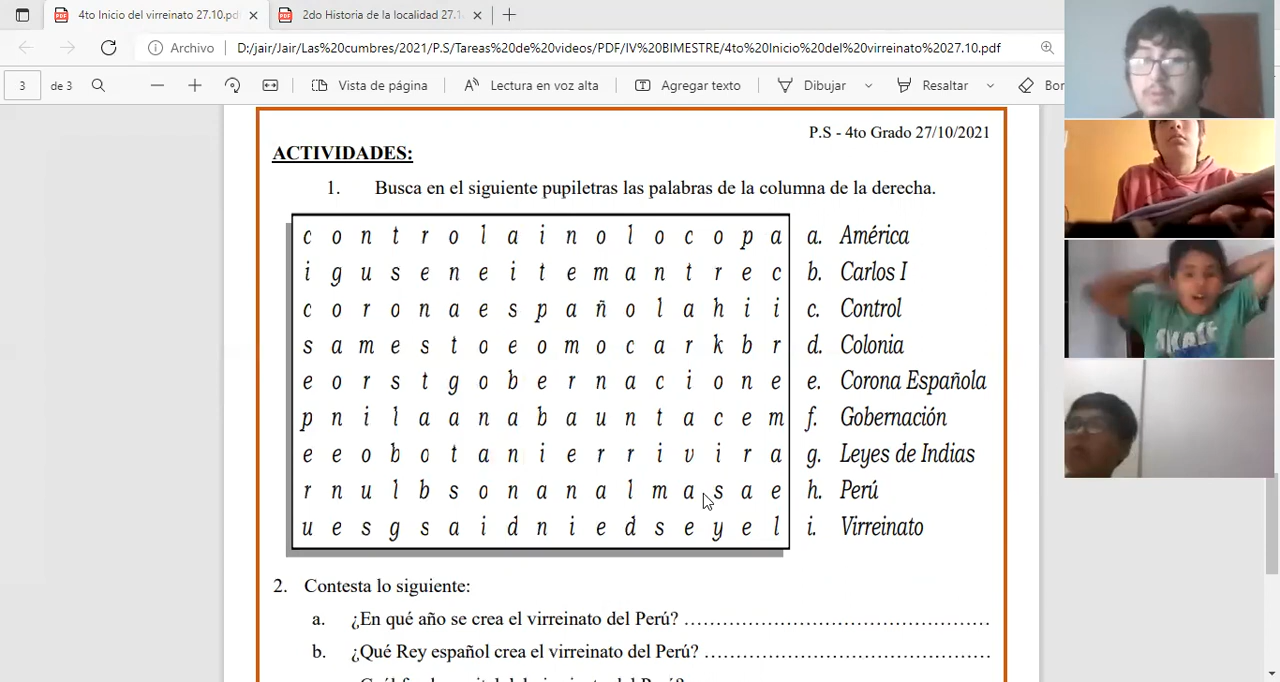 4to Inicio del virreinato 27.10.pd
2do Historia de la localidad 27.1
Archivo D:/jair/Jair/Las%20cumbres/2021/P.S/Tareas%20de%20videos/PDF/IV%20BIMESTRE/4to%20Inicio%20del%20virreinato%2027.10.pdf
3 de 3 Vista de página Lectura en voz alta Agregar texto Dibujar Resaltar Bor
P.S - 4to Grado 27/10/2021
ACTIVIDADES:
1. Busca en el siguiente pupiletras las palabras de la columna de la derecha.
c o n t r o l a i n o l o c o p a a. América
i g u s e n e i t e m a n t r e c b. Carlos I
c o r o n a e s p a ñ o l a h i i c. Control
s a m e s t o e o m o c a r k b r d. Colonia
e o r s t g o b e r n a c i o n e e. Corona Española
p n i l a a n a b a u n t a c e m f. Gobernación
e e o b o t a n i e r r i v i r a g. Leyes de Indias
r n u l b s o n a n a l m a s a e h. Perú
u e s g s a i d n i e d s e y e l i. Virreinato
2. Contesta lo siguiente:
a. ¿En qué año se crea el virreinato del Perú? ........................................
b. ¿Qué Rey español crea el virreinato del Perú? .....................................
SKATE